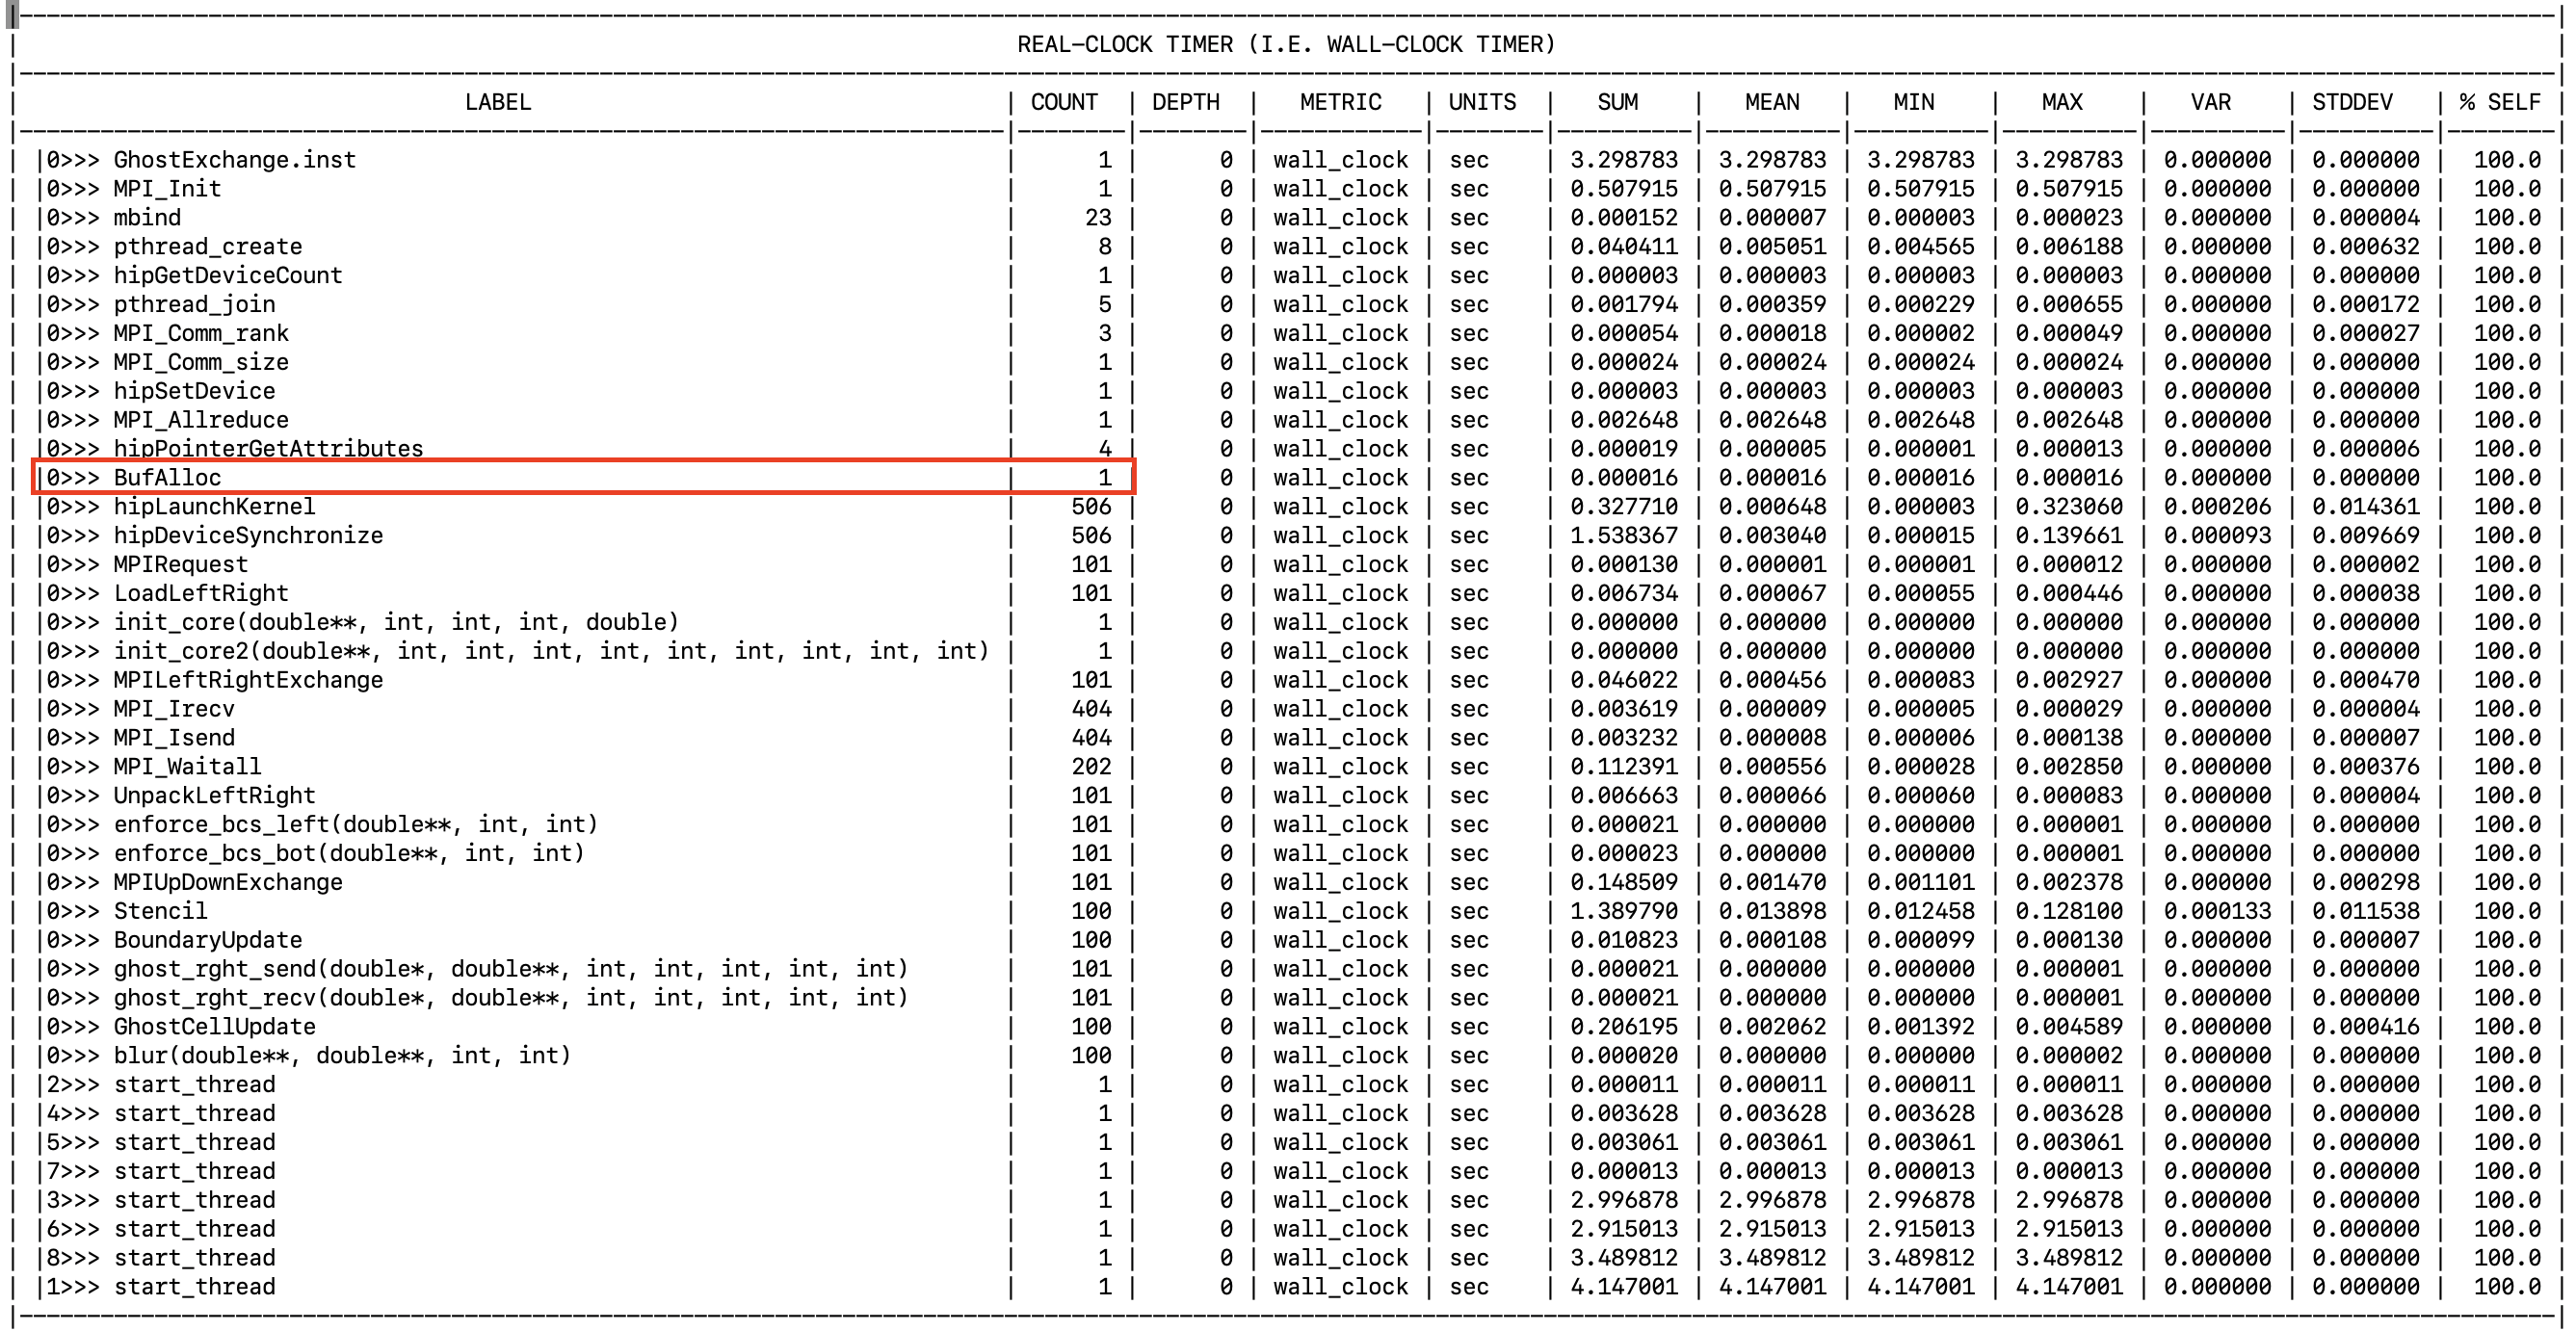 REAL-CLOCK TIMER (I.E. WALL-CLOCK TIMER)
| LABEL | COUNT | DEPTH | METRIC | UNITS | SUM | MEAN | MIN | MAX | VAR | STDDEV | % SELF |
| |0>>> GhostExchange.inst | 1 | 0 | wall_clock | sec | 3.298783 | 3.298783 | 3.298783 | 3.298783 | 0.000000 | 0.000000 | 100.0 |
| |0>>> MPI_Init | 1 | 0 | wall_clock | sec | 0.507915 | 0.507915 | 0.507915 | 0.507915 | 0.000000 | 0.000000 | 100.0 |
| |0>>> mbind | 23 | 0 | wall_clock | sec | 0.000152 | 0.000007 | 0.000003 | 0.000023 | 0.000000 | 0.000004 | 100.0 |
| |0>>> pthread_create | 8 | 0 | wall_clock | sec | 0.040411 | 0.005051 | 0.004565 | 0.006188 | 0.000000 | 0.000632 | 100.0 |
| |0>>> hipGetDeviceCount | 1 | 0 | wall_clock | sec | 0.000003 | 0.000003 | 0.000003 | 0.000003 | 0.000000 | 0.000000 | 100.0 |
| |0>>> pthread_join | 5 | 0 | wall_clock | sec | 0.001794 | 0.000359 | 0.000229 | 0.000655 | 0.000000 | 0.000172 | 100.0 |
| |0>>> MPI_Comm_rank | 3 | 0 | wall_clock | sec | 0.000054 | 0.000018 | 0.000002 | 0.000049 | 0.000000 | 0.000027 | 100.0 |
| |0>>> MPI_Comm_size | 1 | 0 | wall_clock | sec | 0.000024 | 0.000024 | 0.000024 | 0.000024 | 0.000000 | 0.000000 | 100.0 |
| |0>>> hipSetDevice | 1 | 0 | wall_clock | sec | 0.000003 | 0.000003 | 0.000003 | 0.000003 | 0.000000 | 0.000000 | 100.0 |
| |0>>> MPI_Allreduce | 1 | 0 | wall_clock | sec | 0.002648 | 0.002648 | 0.002648 | 0.002648 | 0.000000 | 0.000000 | 100.0 |
| |0>>> hipPointerGetAttributes | 4 | 0 | wall_clock | sec | 0.000019 | 0.000005 | 0.000001 | 0.000013 | 0.000000 | 0.000006 | 100.0 |
| |0>>> BufAlloc | 1 | 0 | wall_clock | sec | 0.000016 | 0.000016 | 0.000016 | 0.000016 | 0.000000 | 0.000000 | 100.0 |
| |0>>> hipLaunchKernel | 506 | 0 | wall_clock | sec | 0.327710 | 0.000648 | 0.000003 | 0.323060 | 0.000206 | 0.014361 | 100.0 |
| |0>>> hipDeviceSynchronize | 506 | 0 | wall_clock | sec | 1.538367 | 0.003040 | 0.000015 | 0.139661 | 0.000093 | 0.009669 | 100.0 |
| |0>>> MPIRequest | 101 | 0 | wall_clock | sec | 0.000130 | 0.000001 | 0.000001 | 0.000012 | 0.000000 | 0.000002 | 100.0 |
| |0>>> LoadLeftRight | 101 | 0 | wall_clock | sec | 0.006734 | 0.000067 | 0.000055 | 0.000446 | 0.000000 | 0.000038 | 100.0 |
| |0>>> init_core(double**, int, int, int, double) | 1 | 0 | wall_clock | sec | 0.000000 | 0.000000 | 0.000000 | 0.000000 | 0.000000 | 0.000000 | 100.0 |
| |0>>> init_core2(double**, int, int, int, int, int, int, int, int, int) | 1 | 0 | wall_clock | sec | 0.000000 | 0.000000 | 0.000000 | 0.000000 | 0.000000 | 0.000000 | 100.0 |
| |0>>> MPILeftRightExchange | 101 | 0 | wall_clock | sec | 0.046022 | 0.000456 | 0.000083 | 0.002927 | 0.000000 | 0.000470 | 100.0 |
| |0>>> MPI_Irecv | 404 | 0 | wall_clock | sec | 0.003619 | 0.000009 | 0.000005 | 0.000029 | 0.000000 | 0.000004 | 100.0 |
| |0>>> MPI_Isend | 404 | 0 | wall_clock | sec | 0.003232 | 0.000008 | 0.000006 | 0.000138 | 0.000000 | 0.000007 | 100.0 |
| |0>>> MPI_Waitall | 202 | 0 | wall_clock | sec | 0.112391 | 0.000556 | 0.000028 | 0.002850 | 0.000000 | 0.000376 | 100.0 |
| |0>>> UnpackLeftRight | 101 | 0 | wall_clock | sec | 0.006663 | 0.000066 | 0.000060 | 0.000083 | 0.000000 | 0.000004 | 100.0 |
| |0>>> enforce_bcs_left(double**, int, int) | 101 | 0 | wall_clock | sec | 0.000021 | 0.000000 | 0.000000 | 0.000001 | 0.000000 | 0.000000 | 100.0 |
| |0>>> enforce_bcs_bot(double**, int, int) | 101 | 0 | wall_clock | sec | 0.000023 | 0.000000 | 0.000000 | 0.000001 | 0.000000 | 0.000000 | 100.0 |
| |0>>> MPIUpDownExchange | 101 | 0 | wall_clock | sec | 0.148509 | 0.001470 | 0.001101 | 0.002378 | 0.000000 | 0.000298 | 100.0 |
| |0>>> Stencil | 100 | 0 | wall_clock | sec | 1.389790 | 0.013898 | 0.012458 | 0.128100 | 0.000133 | 0.011538 | 100.0 |
| |0>>> BoundaryUpdate | 100 | 0 | wall_clock | sec | 0.010823 | 0.000108 | 0.000099 | 0.000130 | 0.000000 | 0.000007 | 100.0 |
| |0>>> ghost_rght_send(double*, double**, int, int, int, int, int) | 101 | 0 | wall_clock | sec | 0.000021 | 0.000000 | 0.000000 | 0.000001 | 0.000000 | 0.000000 | 100.0 |
| |0>>> ghost_rght_recv(double*, double**, int, int, int, int, int) | 101 | 0 | wall_clock | sec | 0.000021 | 0.000000 | 0.000000 | 0.000001 | 0.000000 | 0.000000 | 100.0 |
| |0>>> GhostCellUpdate | 100 | 0 | wall_clock | sec | 0.206195 | 0.002062 | 0.001392 | 0.004589 | 0.000000 | 0.000416 | 100.0 |
| |0>>> blur(double**, double**, int, int) | 100 | 0 | wall_clock | sec | 0.000020 | 0.000000 | 0.000000 | 0.000002 | 0.000000 | 0.000000 | 100.0 |
| |2>>> start_thread | 1 | 0 | wall_clock | sec | 0.000011 | 0.000011 | 0.000011 | 0.000011 | 0.000000 | 0.000000 | 100.0 |
| |4>>> start_thread | 1 | 0 | wall_clock | sec | 0.003628 | 0.003628 | 0.003628 | 0.003628 | 0.000000 | 0.000000 | 100.0 |
| |5>>> start_thread | 1 | 0 | wall_clock | sec | 0.003061 | 0.003061 | 0.003061 | 0.003061 | 0.000000 | 0.000000 | 100.0 |
| |7>>> start_thread | 1 | 0 | wall_clock | sec | 0.000013 | 0.000013 | 0.000013 | 0.000013 | 0.000000 | 0.000000 | 100.0 |
| |3>>> start_thread | 1 | 0 | wall_clock | sec | 2.996878 | 2.996878 | 2.996878 | 2.996878 | 0.000000 | 0.000000 | 100.0 |
| |6>>> start_thread | 1 | 0 | wall_clock | sec | 2.915013 | 2.915013 | 2.915013 | 2.915013 | 0.000000 | 0.000000 | 100.0 |
| |8>>> start_thread | 1 | 0 | wall_clock | sec | 3.489812 | 3.489812 | 3.489812 | 3.489812 | 0.000000 | 0.000000 | 100.0 |
| |1>>> start_thread | 1 | 0 | wall_clock | sec | 4.147001 | 4.147001 | 4.147001 | 4.147001 | 0.000000 | 0.000000 | 100.0 |